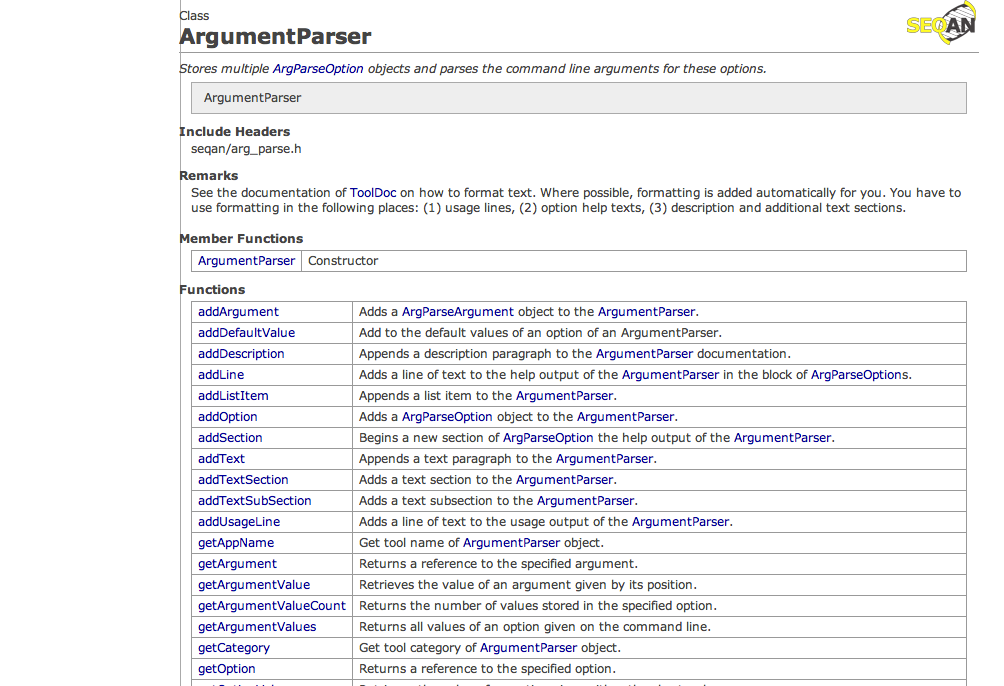 Class
SEQAN
ArgumentParser
Stores multiple ArgParseOption objects and parses the command line arguments for these options.
ArgumentParser
Include Headers
seqan/arg_parse.h
Remarks
See the documentation of ToolDoc on how to format text. Where possible, formatting is added automatically for you. You have to
use formatting in the following places: (1) usage lines, (2) option help texts, (3) description and additional text sections.
Member Functions
ArgumentParser Constructor
Functions
addArgument Adds a ArgParseArgument object to the ArgumentParser.
addDefaultValue Add to the default values of an option of an ArgumentParser.
addDescription Appends a description paragraph to the ArgumentParser documentation.
addLine Adds a line of text to the help output of the ArgumentParser in the block of ArgParseOptions.
addListItem Appends a list item to the ArgumentParser.
addOption Adds a ArgParseOption object to the ArgumentParser.
addSection Begins a new section of ArgParseOption the help output of the ArgumentParser.
addText Appends a text paragraph to the ArgumentParser.
addTextSection Adds a text section to the ArgumentParser.
addTextSubSection Adds a text subsection to the ArgumentParser.
addUsageLine Adds a line of text to the usage output of the ArgumentParser.
getAppName Get tool name of ArgumentParser object.
getArgument Returns a reference to the specified argument.
getArgumentValue Retrieves the value of an argument given by its position.
getArgumentValueCount Returns the number of values stored in the specified option.
getArgumentValues Returns all values of an option given on the command line.
getCategory Get tool category of ArgumentParser object.
getOption Returns a reference to the specified option.